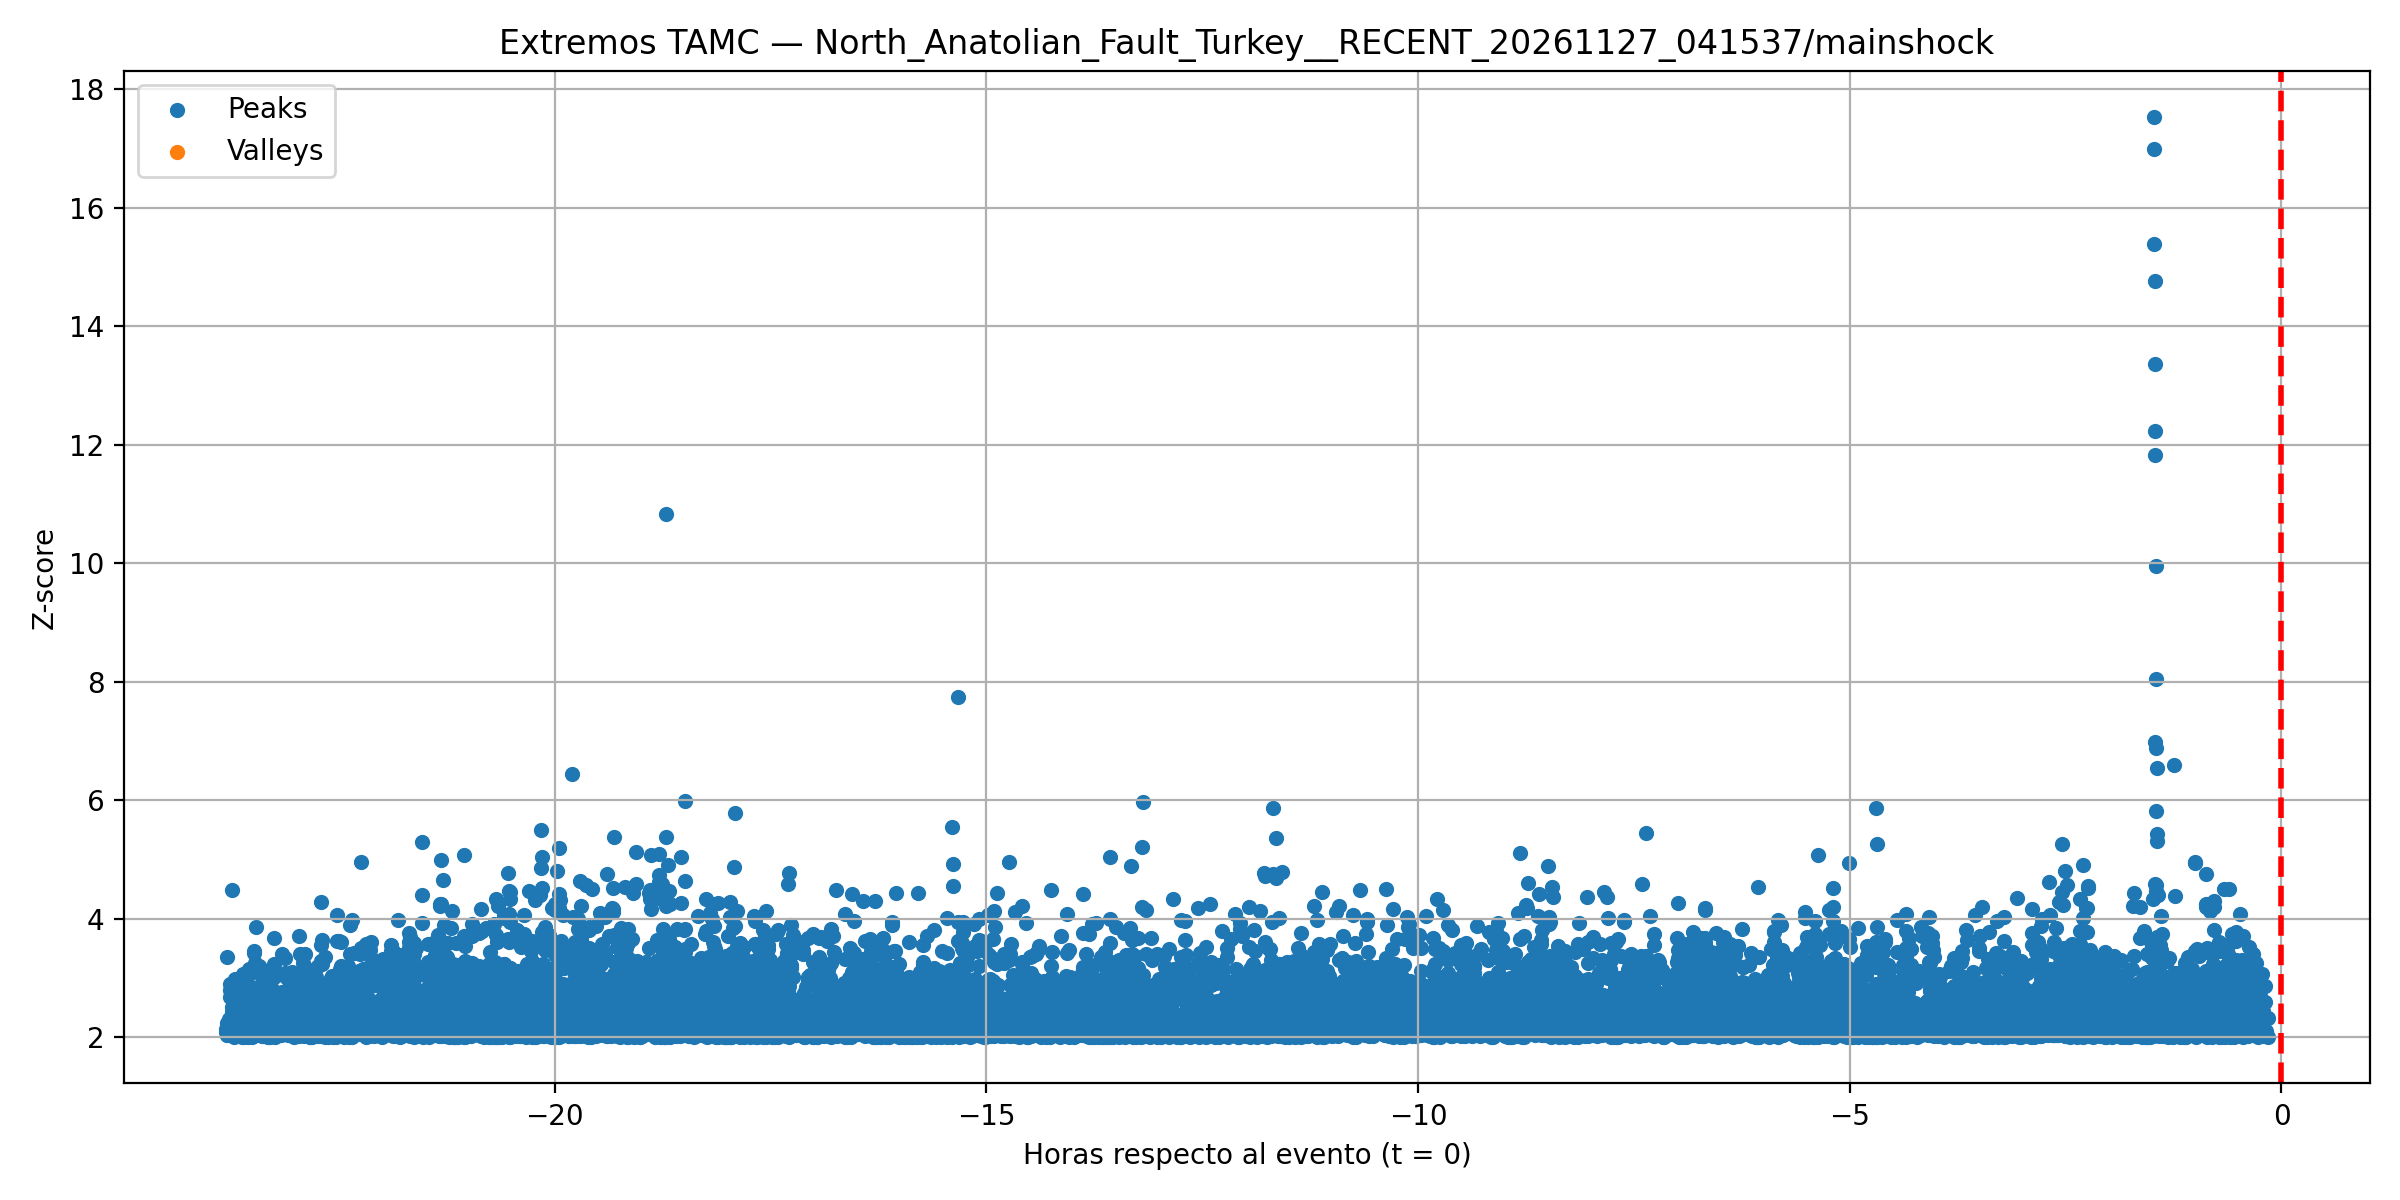 Extremos TAMC — North_Anatolian_Fault_Turkey__RECENT_20261127_041537/mainshock
Peaks
Valleys
Z-score
18
16
14
12
10
8
6
4
2
−20
−15
−10
−5
0
Horas respecto al evento (t = 0)